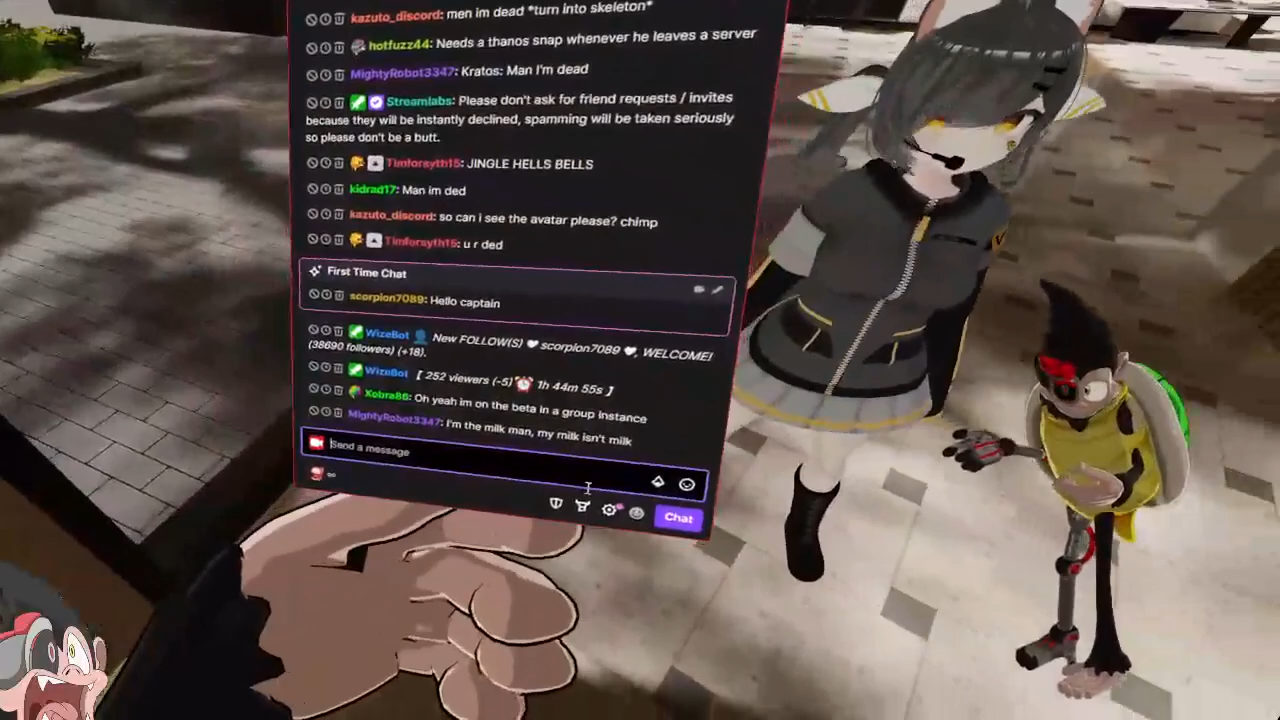 kazuto_discord: men im dead *turn into skeleton*
hotfuzz44: Needs a thanos snap whenever he leaves a server
MightyRobot3347: Kratos: Man I'm dead
Streamlabs: Please don't ask for friend requests / invites
because they will be instantly declined, spamming will be taken seriously
so please don't be a butt.
Timforsyth15: JINGLE HELLS BELLS
kidrad17: Man im ded
kazuto_discord: so can i see the avatar please? chimp
Timforsyth15: u r ded
First Time Chat
scorpion7089: Hello captain
WizeBot New FOLLOW(S) ♥ scorpion7089 ♥, WELCOME!
(38690 followers) (+18).
WizeBot [ 252 viewers (-5) ⏰ 1h 44m 55s ]
Xobra86: Oh yeah im on the beta in a group instance
MightyRobot3347: I'm the milk man, my milk isn't milk
Send a message
Chat